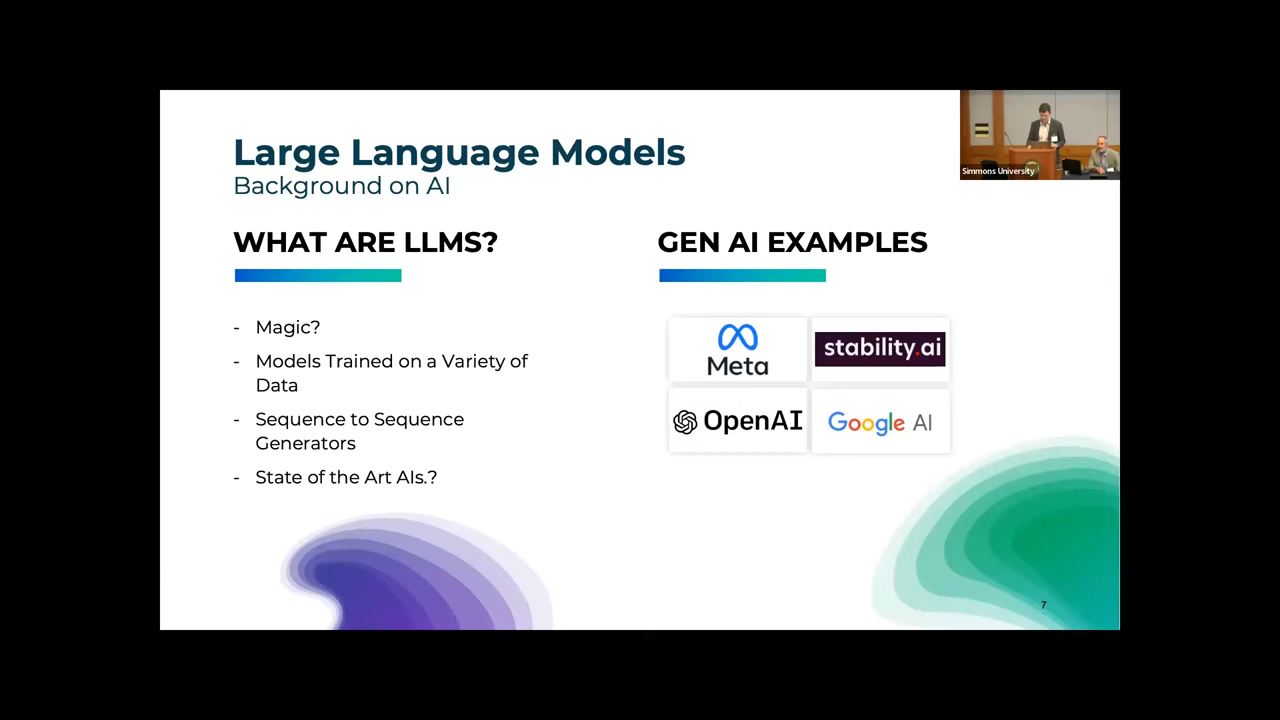 Large Language Models
Background on AI
WHAT ARE LLMS?
- Magic?
- Models Trained on a Variety of
Data
- Sequence to Sequence
Generators
- State of the Art AIs.?
GEN AI EXAMPLES
Meta
stability.ai
OpenAI
Google AI
Simmons University
7